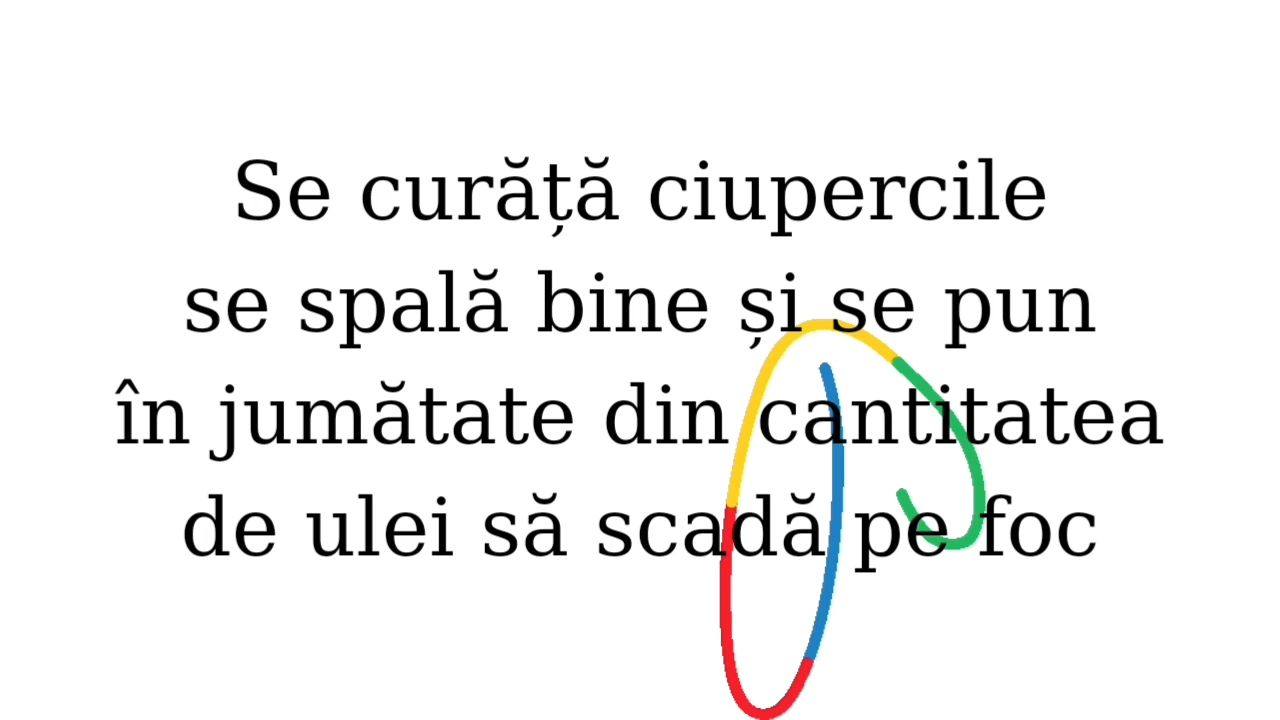 Se curăță ciupercile
se spală bine și se pun
în jumătate din cantitatea
de ulei să scadă pe foc